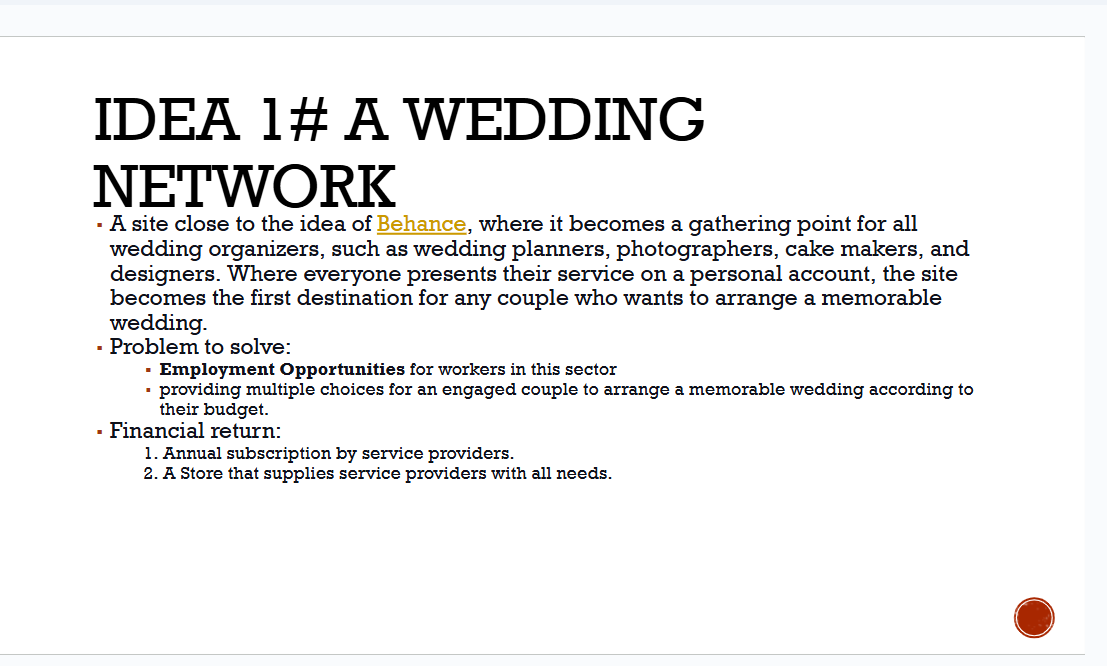 IDEA 1# A WEDDING
NETWORK
▪ A site close to the idea of Behance, where it becomes a gathering point for all
wedding organizers, such as wedding planners, photographers, cake makers, and
designers. Where everyone presents their service on a personal account, the site
becomes the first destination for any couple who wants to arrange a memorable
wedding.
▪ Problem to solve:
▪ Employment Opportunities for workers in this sector
▪ providing multiple choices for an engaged couple to arrange a memorable wedding according to
their budget.
▪ Financial return:
1. Annual subscription by service providers.
2. A Store that supplies service providers with all needs.